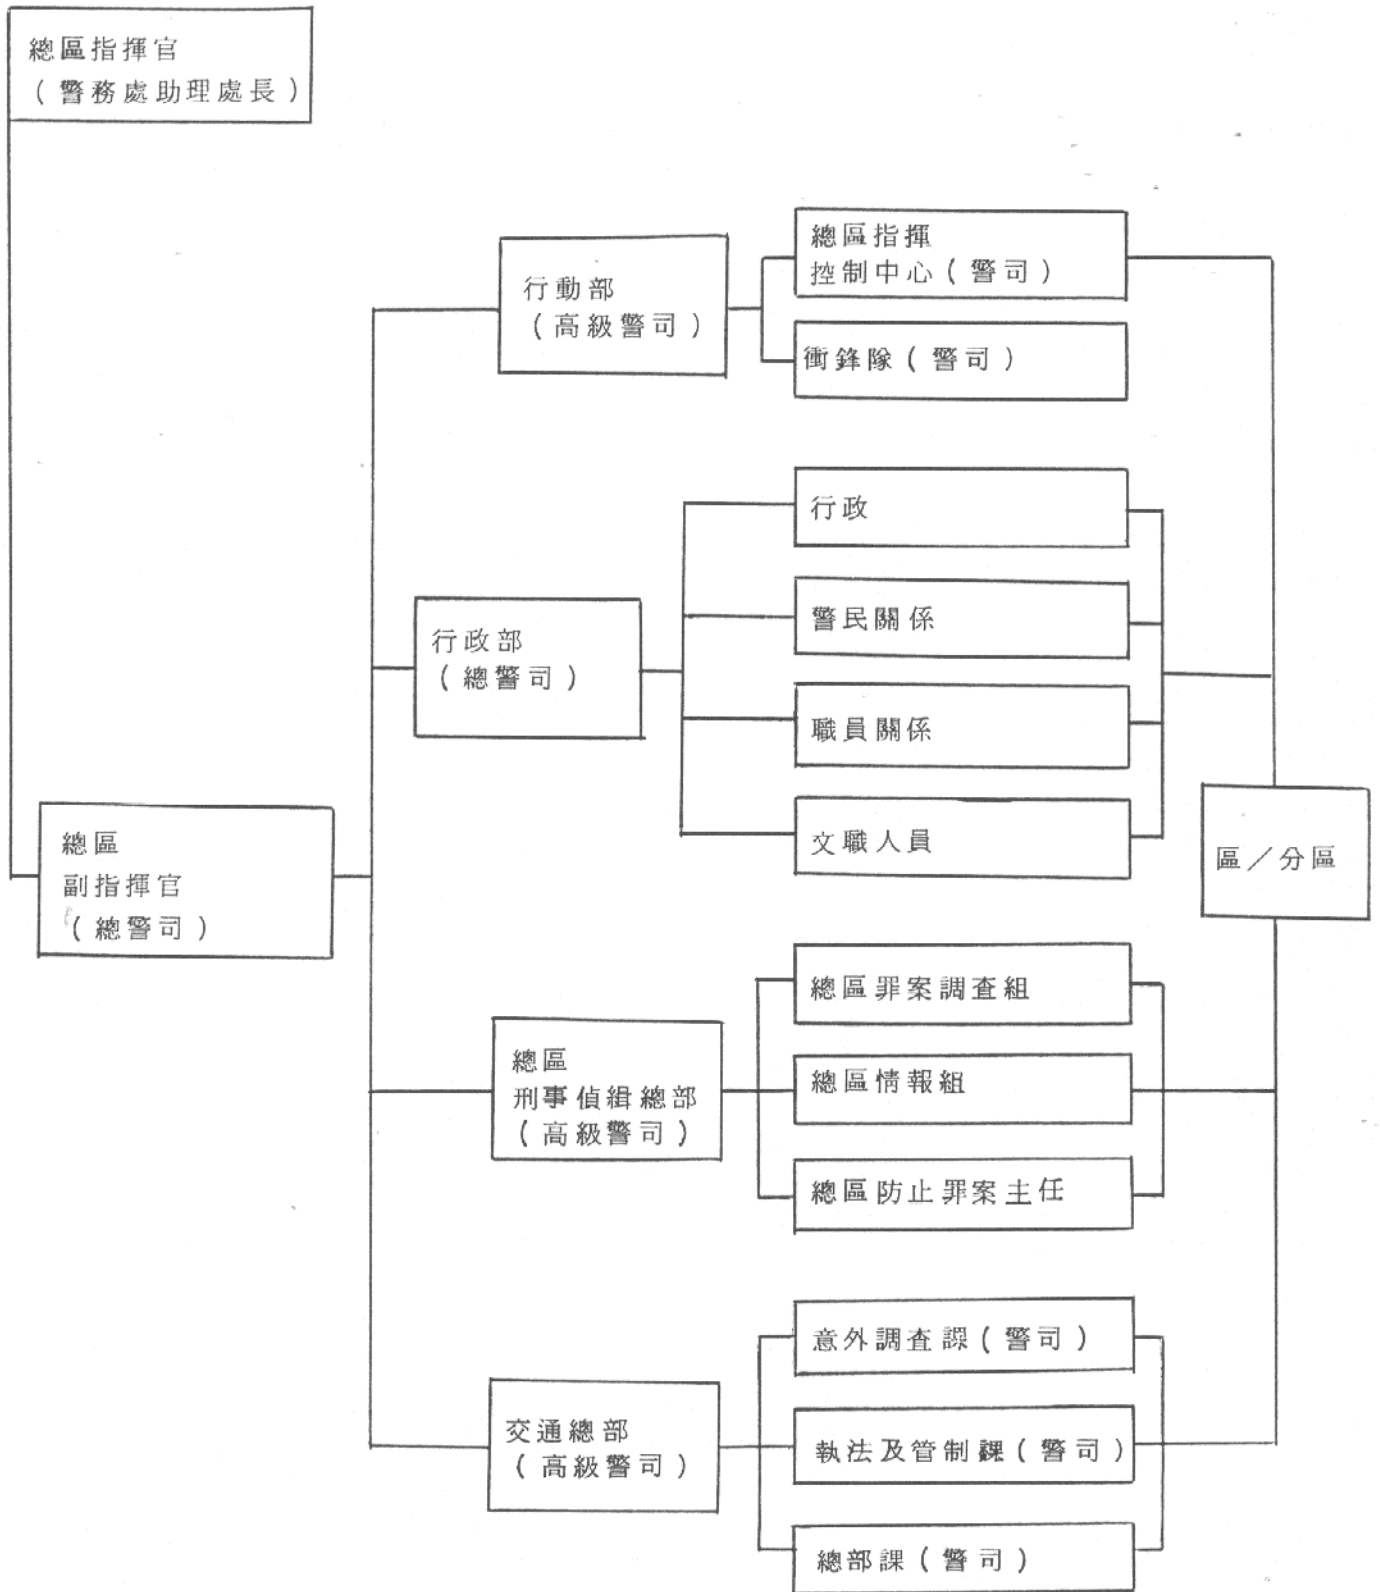 總區指揮官
(警務處助理處長)
總區指揮
控制中心(警司)
行動部
(高級警司)
衝鋒隊(警司)
行政
警民關係
行政部
(總警司)
職員關係
文職人員
總區
副指揮官
(總警司)
區／分區
總區罪案調查組
總區
刑事偵緝總部
(高級警司)
總區情報組
總區防止罪案主任
意外調查課(警司)
交通總部
(高級警司)
執法及管制課(警司)
總部課(警司)